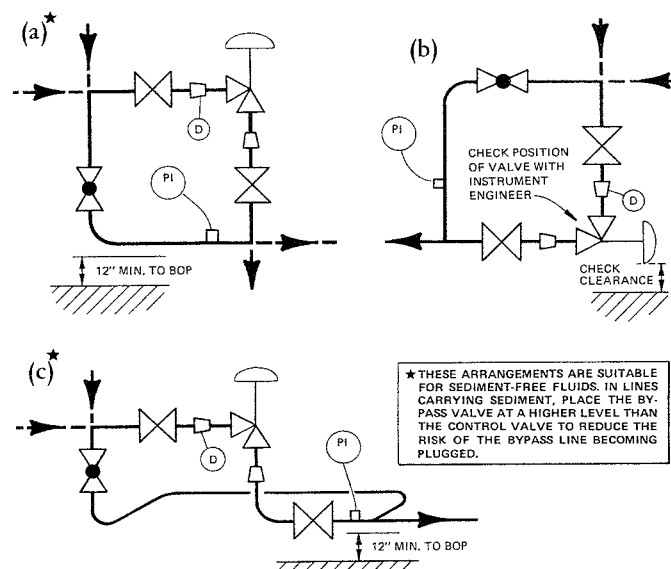 (a)★
PI
D
12" MIN. TO BOP
(b)
PI
CHECK POSITION
OF VALVE WITH
INSTRUMENT
ENGINEER
D
CHECK
CLEARANCE
(c)★
D
PI
12" MIN. TO BOP
★THESE ARRANGEMENTS ARE SUITABLE
FOR SEDIMENT-FREE FLUIDS. IN LINES
CARRYING SEDIMENT, PLACE THE BY-
PASS VALVE AT A HIGHER LEVEL THAN
THE CONTROL VALVE TO REDUCE THE
RISK OF THE BYPASS LINE BECOMING
PLUGGED.